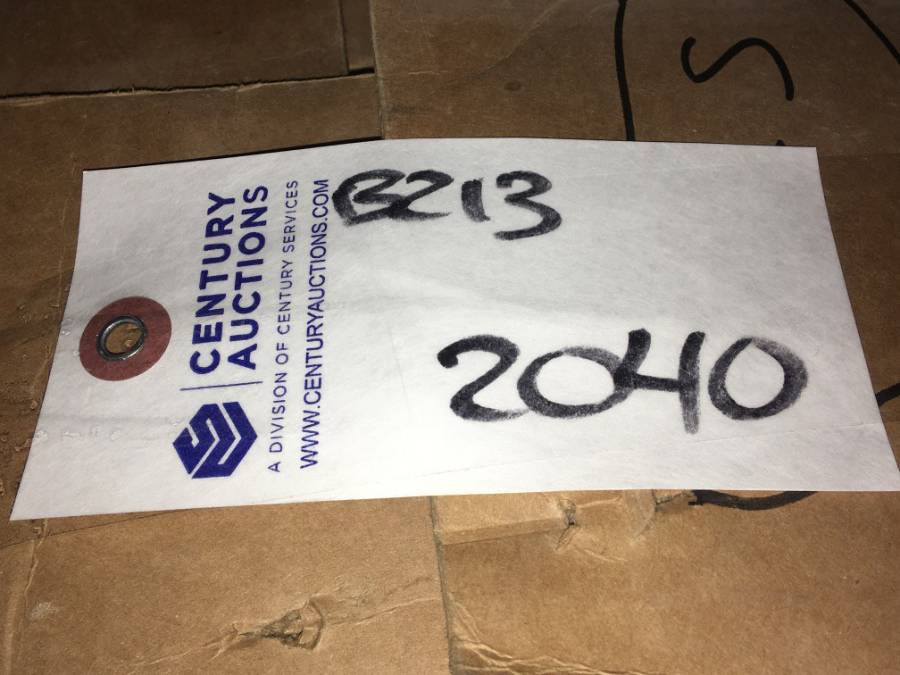 CENTURY
AUCTIONS
A DIVISION OF CENTURY SERVICES
WWW.CENTURYAUCTIONS.COM
B213
2040